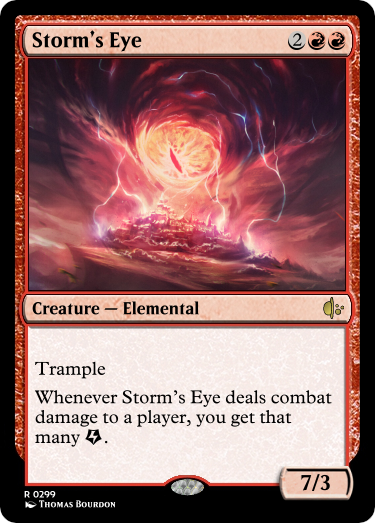 Storm's Eye 2
Creature — Elemental
Trample
Whenever Storm's Eye deals combat
damage to a player, you get that
many .
7/3
R 0299
Thomas Bourdon